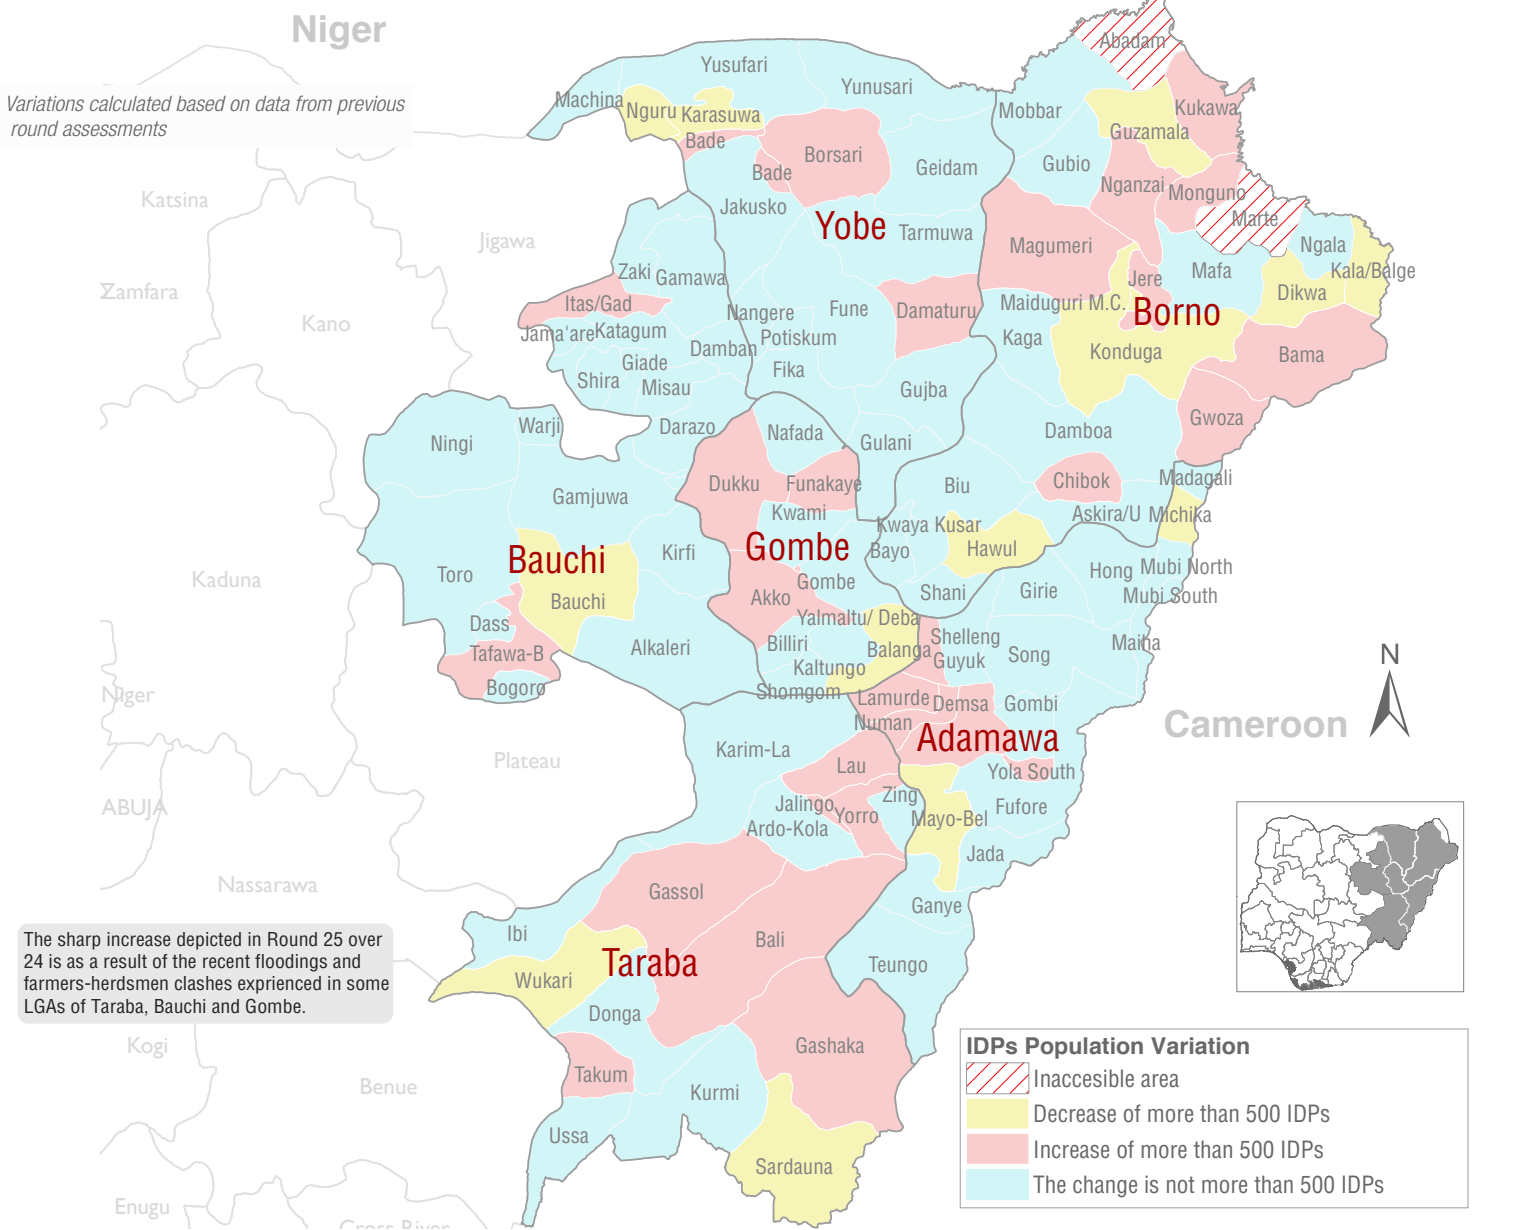 Niger
Abadam
Yusufari
Yunusari
Variations calculated based on data from previous
round assessments
Machina
Nguru
Karasuwa
Mobbar
Kukawa
Guzamala
Bade
Borsari
Bade
Geidam
Gubio
Nganzai
Monguno
Katsina
Jakusko
Yobe
Tarmuwa
Marte
Jigawa
Magumeri
Ngala
Zaki
Gamawa
Jere
Mafa
Kala/Balge
Zamfara
Itas/Gad
Dikwa
Kano
Nangere
Fune
Damaturu
Maiduguri M.C.
Borno
Jama'are
Katagum
Potiskum
Kaga
Damban
Konduga
Bama
Giade
Fika
Shira
Misau
Gujba
Gwoza
Ningi
Warji
Darazo
Nafada
Gulani
Damboa
Dukku
Funakaye
Biu
Chibok
Madagali
Gamjuwa
Kwami
Kwaya Kusar
Askira/U
Michika
Bauchi
Kirfi
Gombe
Bayo
Hawul
Toro
Kaduna
Gombe
Hong
Mubi North
Bauchi
Akko
Shani
Girie
Mubi South
Dass
Yalmaltu/ Deba
Tafawa-B
Alkaleri
Billiri
Balanga
Shelleng
Song
Maiha
Kaltungo
Guyuk
Niger
Bogoro
Shomgom
Lamurde
Demsa
Gombi
N
Numan
Adamawa
Cameroon
Plateau
Karim-La
Lau
Yola South
ABUJA
Jalingo
Yorro
Zing
Mayo-Bel
Fufore
Ardo-Kola
Jada
Nassarawa
Gassol
Ganye
Ibi
Bali
The sharp increase depicted in Round 25 over
24 is as a result of the recent floodings and
farmers-herdsmen clashes exprienced in some
LGAs of Taraba, Bauchi and Gombe.
Wukari
Taraba
Teungo
Donga
Kogi
Gashaka
Benue
Takum
Kurmi
Ussa
Sardauna
Enugu
Cross River
IDPs Population Variation
Inaccesible area
Decrease of more than 500 IDPs
Increase of more than 500 IDPs
The change is not more than 500 IDPs